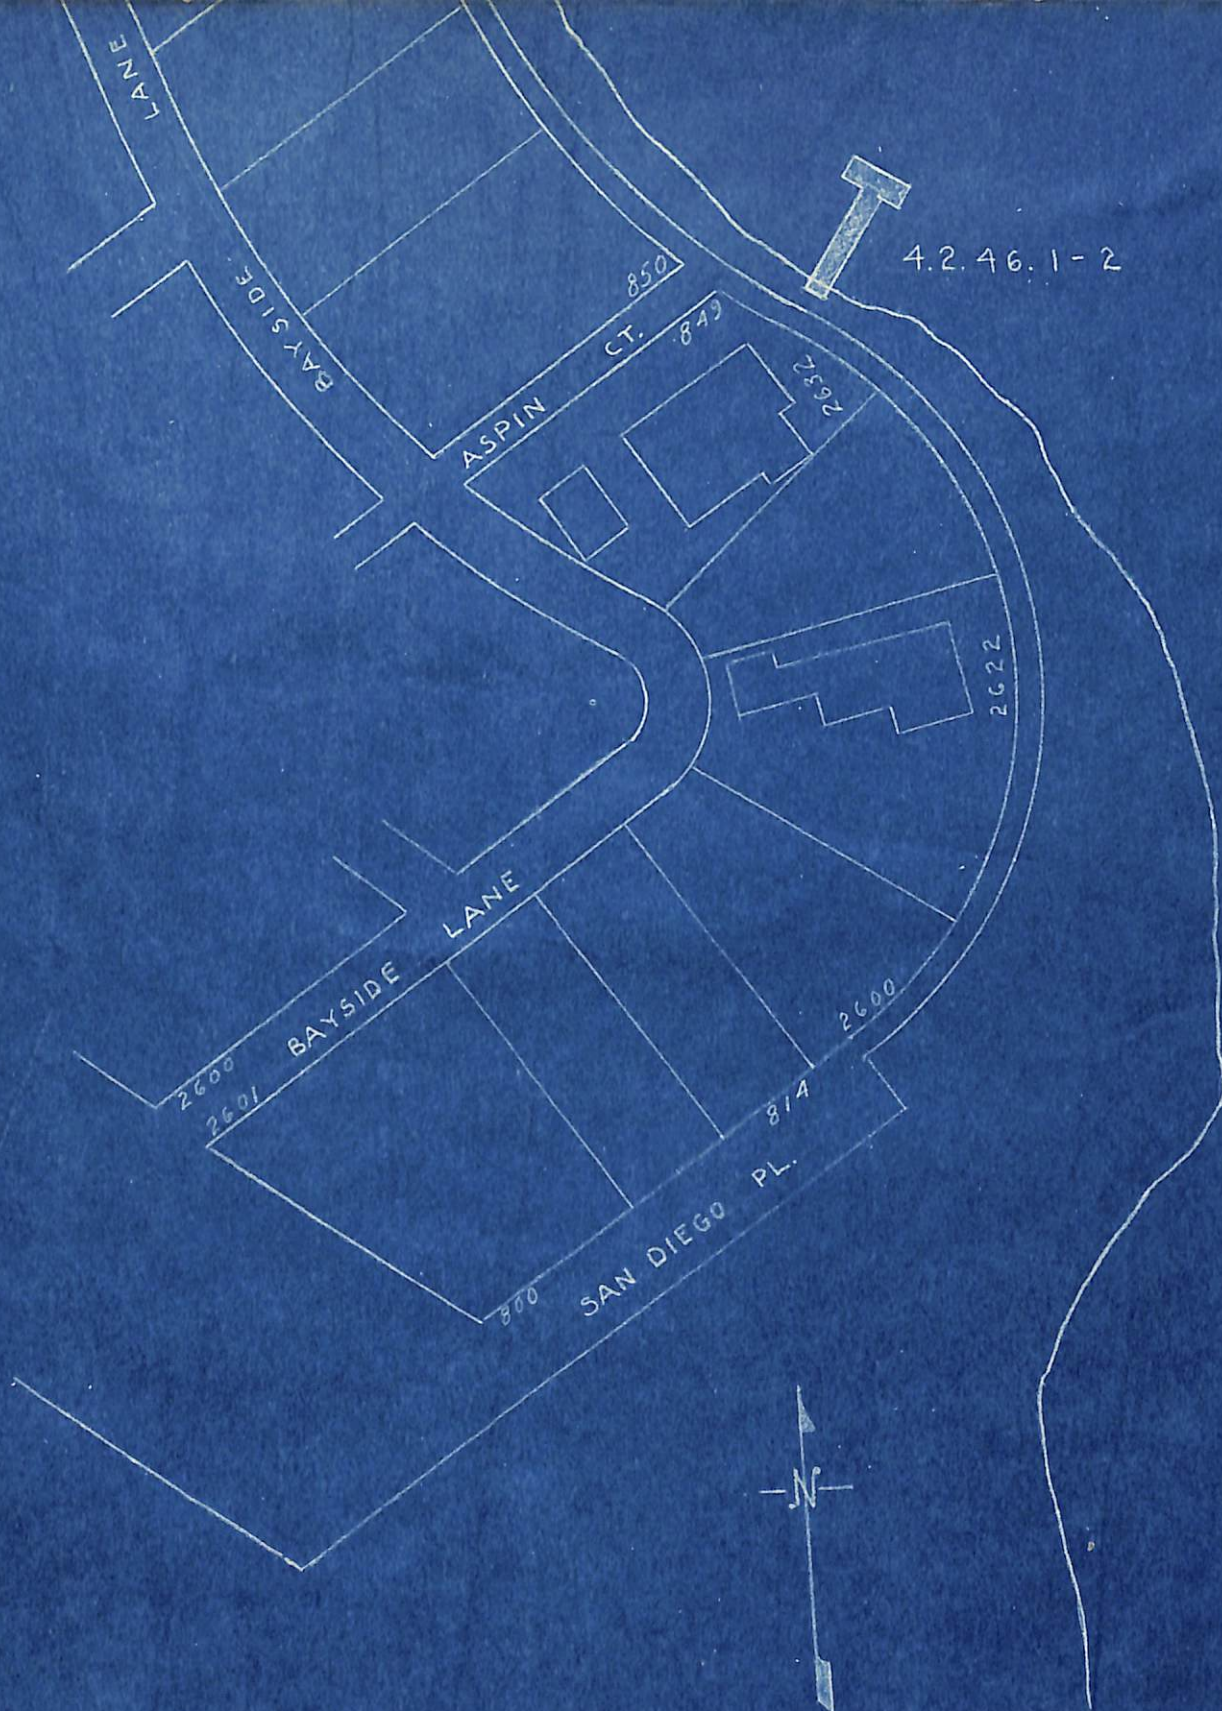 LANE
BAYSIDE
4.2.46.1-2
850
849
ASPIN CT.
2632
2622
BAYSIDE LANE
2600
2601
2600
814
SAN DIEGO PL.
800
N